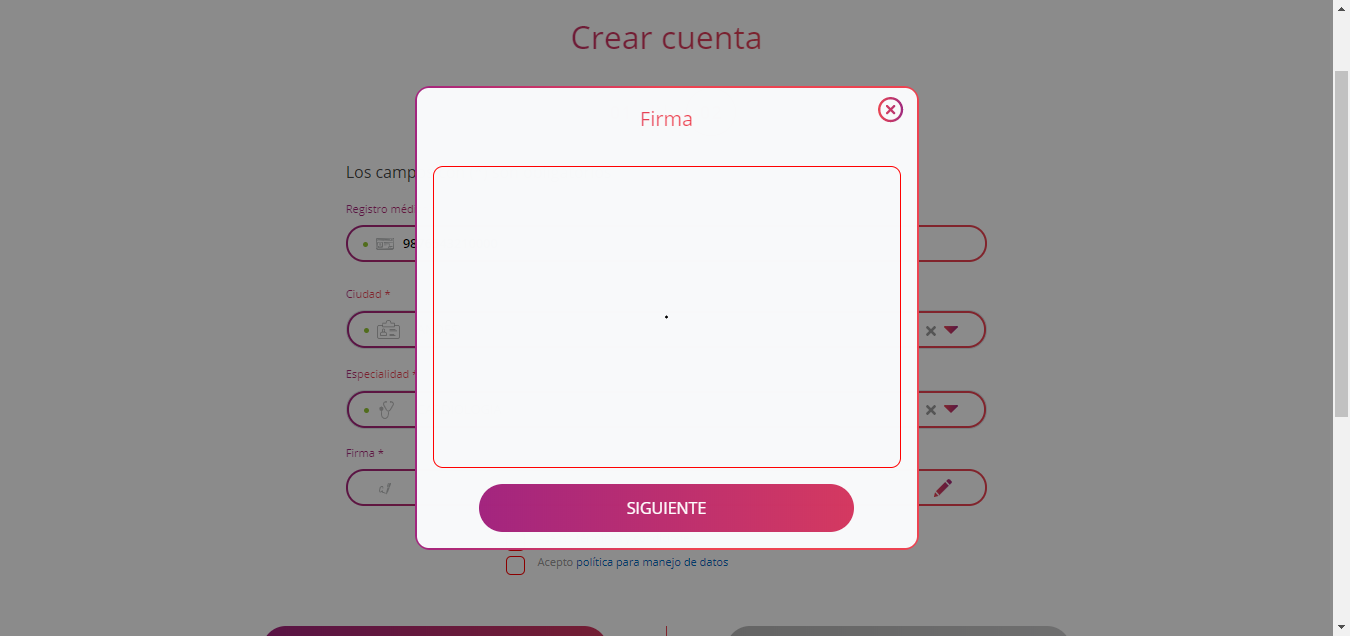 Crear cuenta
Firma
Los camp
Registro méd
98
Ciudad *
Especialidad *
Firma *
SIGUIENTE
Acepto política para manejo de datos